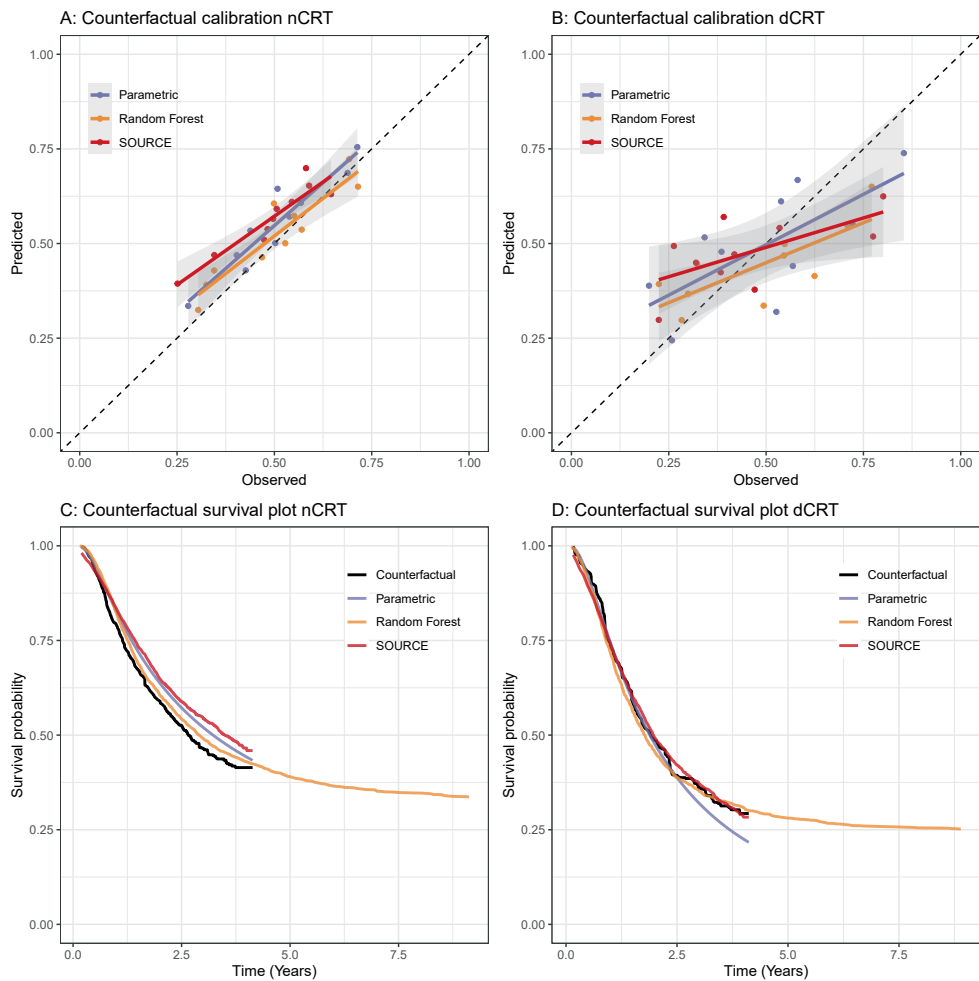 A: Counterfactual calibration nCRT
1.00
0.75
0.50
0.25
0.00
Predicted
Parametric
Random Forest
SOURCE
0.00 0.25 0.50 0.75 1.00
Observed
B: Counterfactual calibration dCRT
1.00
0.75
0.50
0.25
0.00
Predicted
Parametric
Random Forest
SOURCE
0.00 0.25 0.50 0.75 1.00
Observed
C: Counterfactual survival plot nCRT
1.00
0.75
0.50
0.25
0.00
Survival probability
Counterfactual
Parametric
Random Forest
SOURCE
0.0 2.5 5.0 7.5
Time (Years)
D: Counterfactual survival plot dCRT
1.00
0.75
0.50
0.25
0.00
Survival probability
Counterfactual
Parametric
Random Forest
SOURCE
0.0 2.5 5.0 7.5
Time (Years)